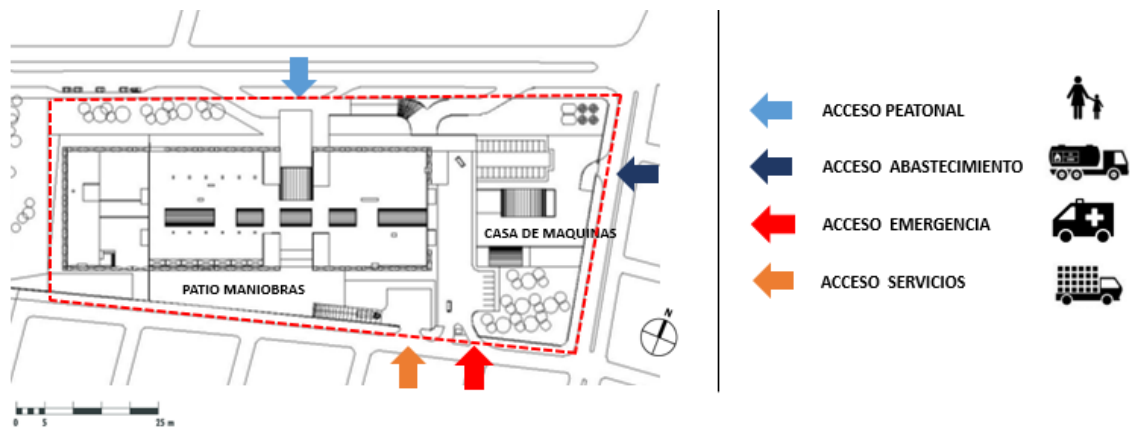 CASA DE MAQUINAS
PATIO MANIOBRAS
N
0 5 25 m
ACCESO PEATONAL
ACCESO ABASTECIMIENTO
ACCESO EMERGENCIA
ACCESO SERVICIOS